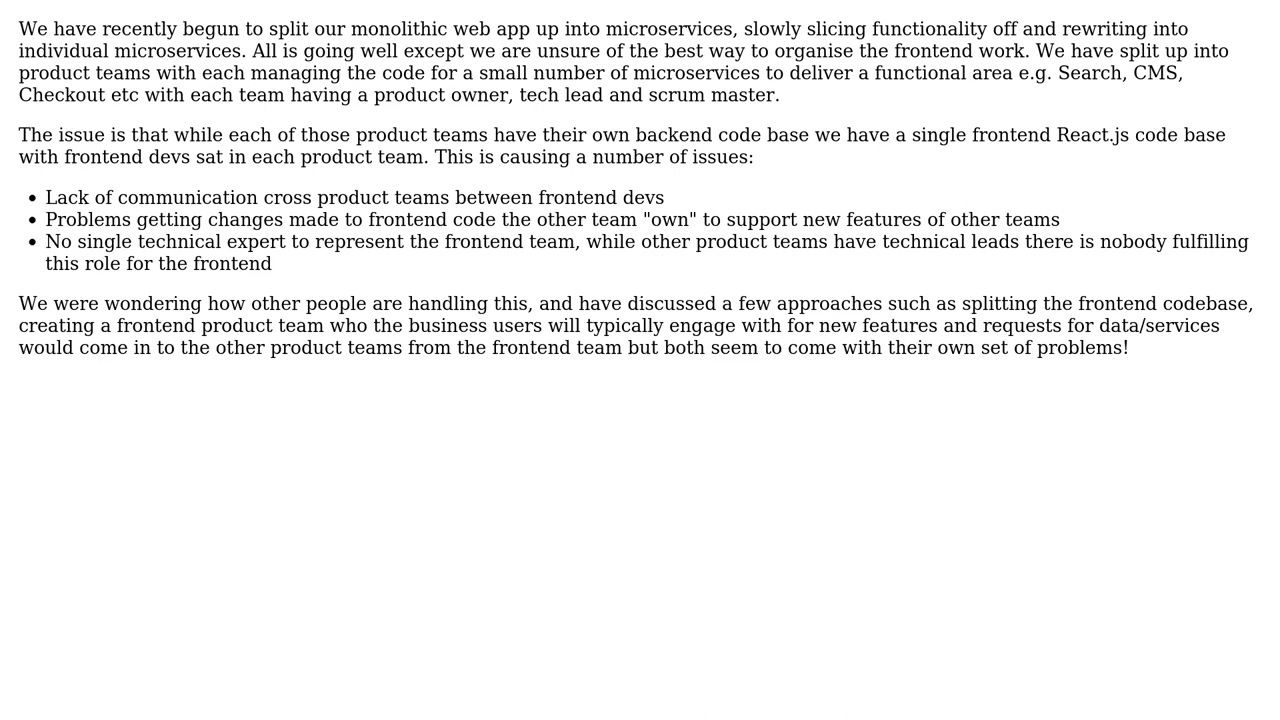 We have recently begun to split our monolithic web app up into microservices, slowly slicing functionality off and rewriting into
individual microservices. All is going well except we are unsure of the best way to organise the frontend work. We have split up into
product teams with each managing the code for a small number of microservices to deliver a functional area e.g. Search, CMS,
Checkout etc with each team having a product owner, tech lead and scrum master.
The issue is that while each of those product teams have their own backend code base we have a single frontend React.js code base
with frontend devs sat in each product team. This is causing a number of issues:
• Lack of communication cross product teams between frontend devs
• Problems getting changes made to frontend code the other team "own" to support new features of other teams
• No single technical expert to represent the frontend team, while other product teams have technical leads there is nobody fulfilling
this role for the frontend
We were wondering how other people are handling this, and have discussed a few approaches such as splitting the frontend codebase,
creating a frontend product team who the business users will typically engage with for new features and requests for data/services
would come in to the other product teams from the frontend team but both seem to come with their own set of problems!